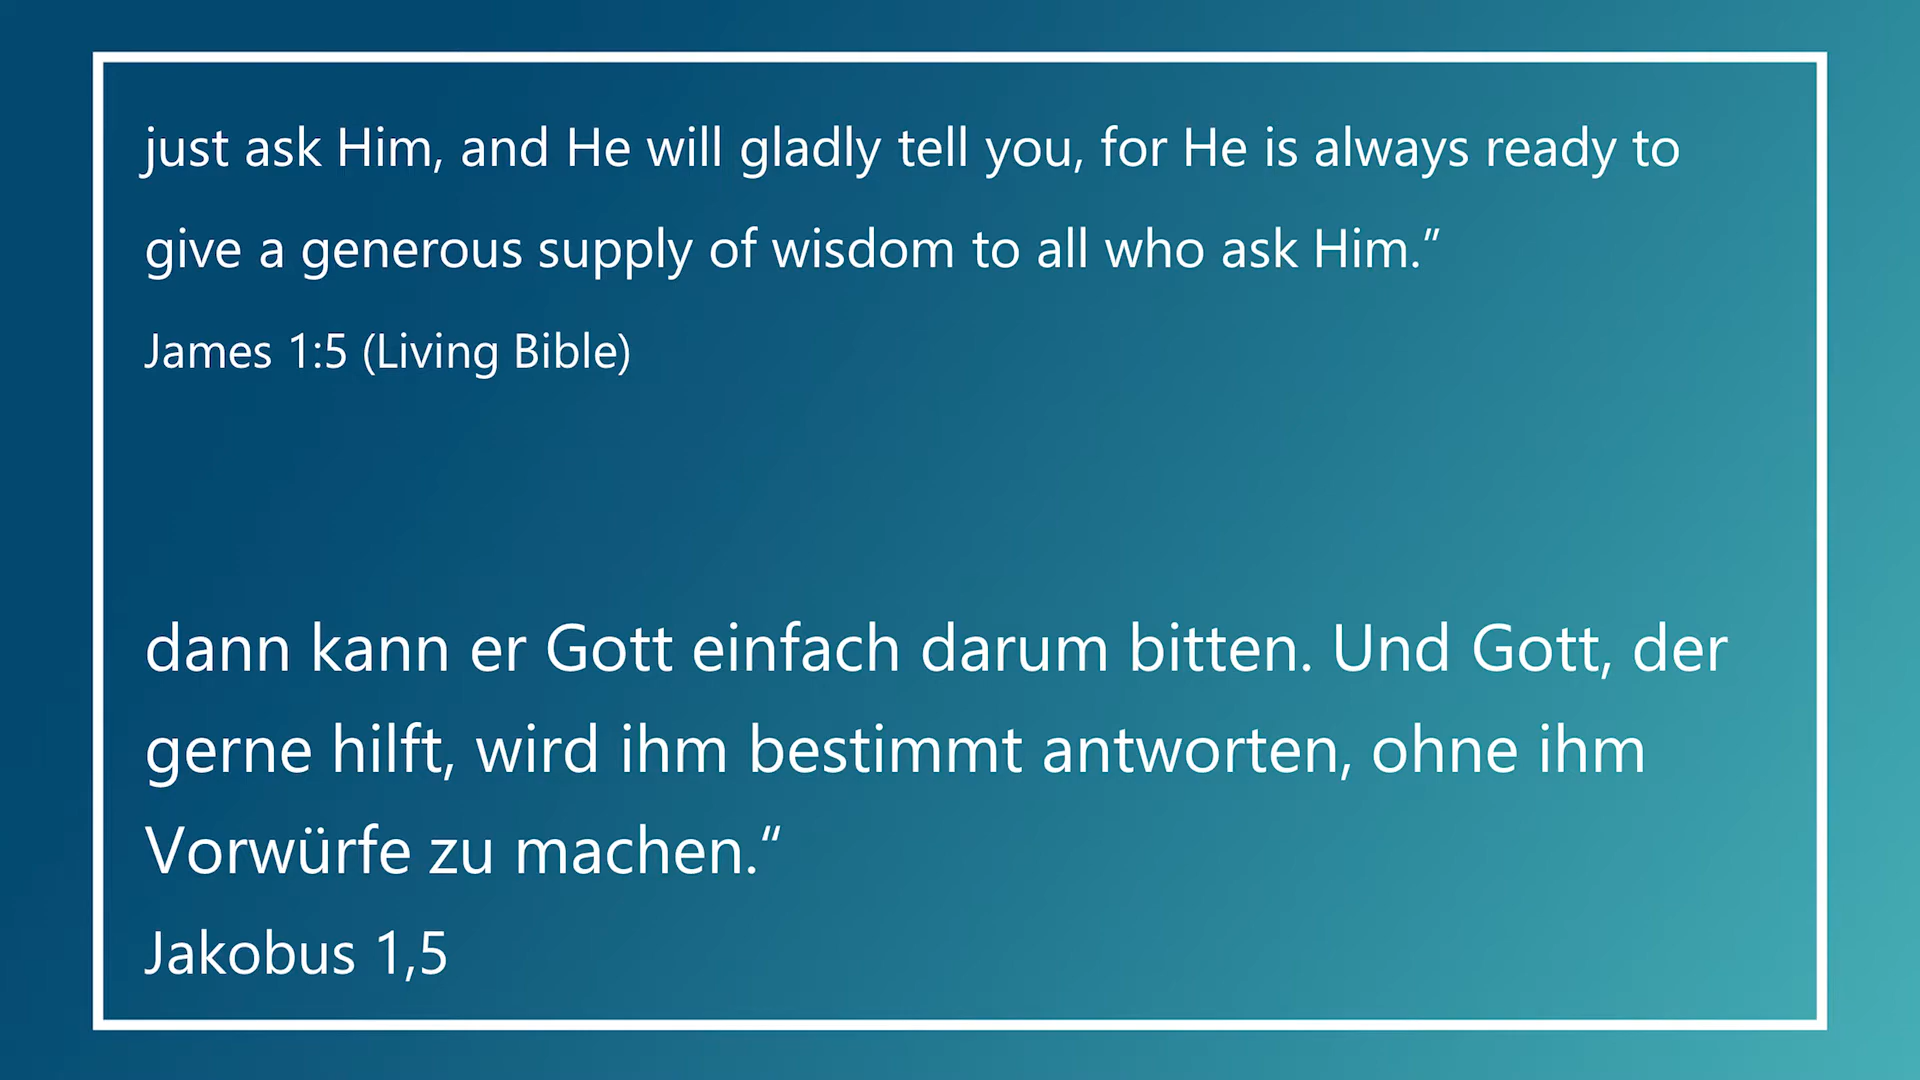 just ask Him, and He will gladly tell you, for He is always ready to
give a generous supply of wisdom to all who ask Him.”
James 1:5 (Living Bible)
dann kann er Gott einfach darum bitten. Und Gott, der
gerne hilft, wird ihm bestimmt antworten, ohne ihm
Vorwürfe zu machen.“
Jakobus 1,5